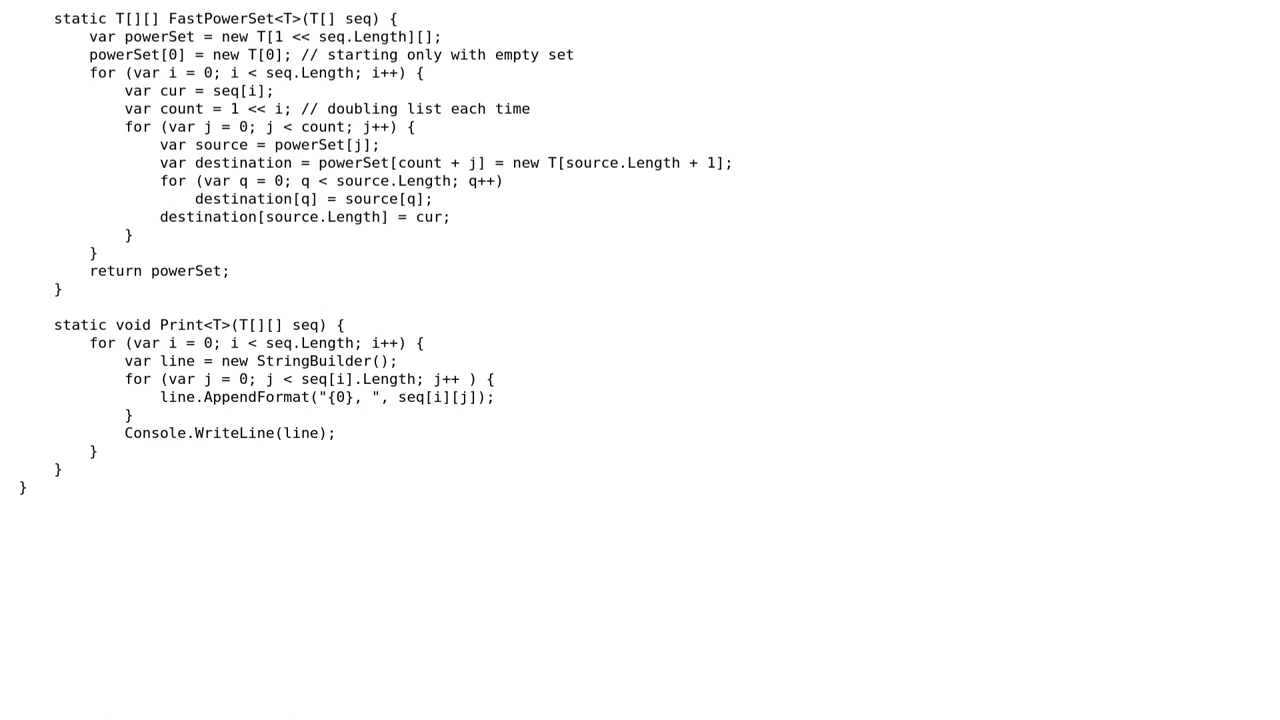 static T[][] FastPowerSet<T>(T[] seq) {
        var powerSet = new T[1 << seq.Length][];
        powerSet[0] = new T[0]; // starting only with empty set
        for (var i = 0; i < seq.Length; i++) {
            var cur = seq[i];
            var count = 1 << i; // doubling list each time
            for (var j = 0; j < count; j++) {
                var source = powerSet[j];
                var destination = powerSet[count + j] = new T[source.Length + 1];
                for (var q = 0; q < source.Length; q++)
                    destination[q] = source[q];
                destination[source.Length] = cur;
            }
        }
        return powerSet;
    }

    static void Print<T>(T[][] seq) {
        for (var i = 0; i < seq.Length; i++) {
            var line = new StringBuilder();
            for (var j = 0; j < seq[i].Length; j++ ) {
                line.AppendFormat("{0}, ", seq[i][j]);
            }
            Console.WriteLine(line);
        }
    }
}